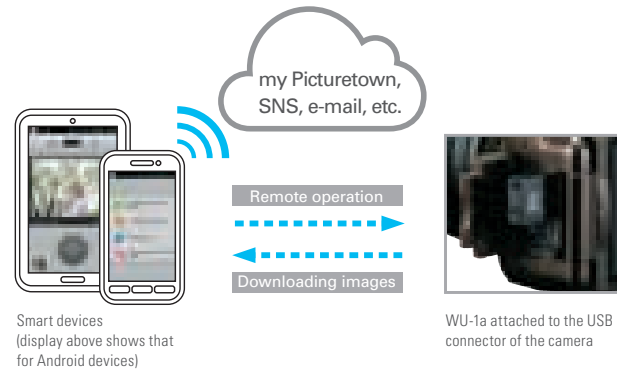 my Picturetown,
SNS, e-mail, etc.
Remote operation
Downloading images
Smart devices
(display above shows that
for Android devices)
WU-1a attached to the USB
connector of the camera